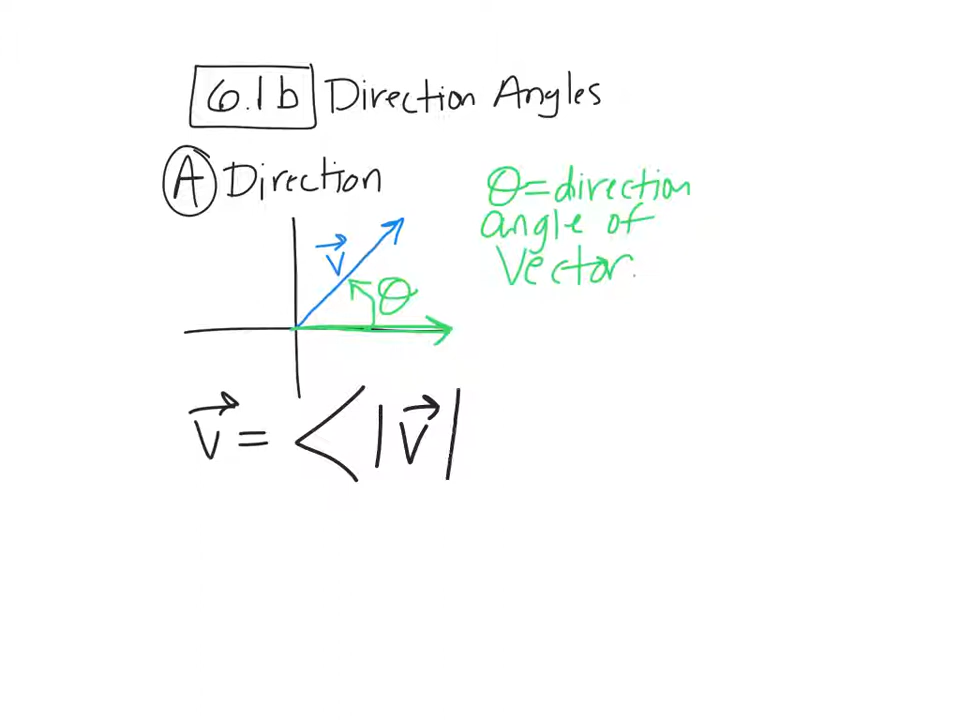 6.1b Direction Angles
A Direction
θ=direction
angle of
Vector.
v⃗
θ
v⃗ = <|v⃗|